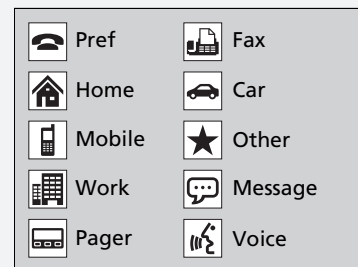 Pref
Home
Mobile
Work
Pager
Fax
Car
Other
Message
Voice